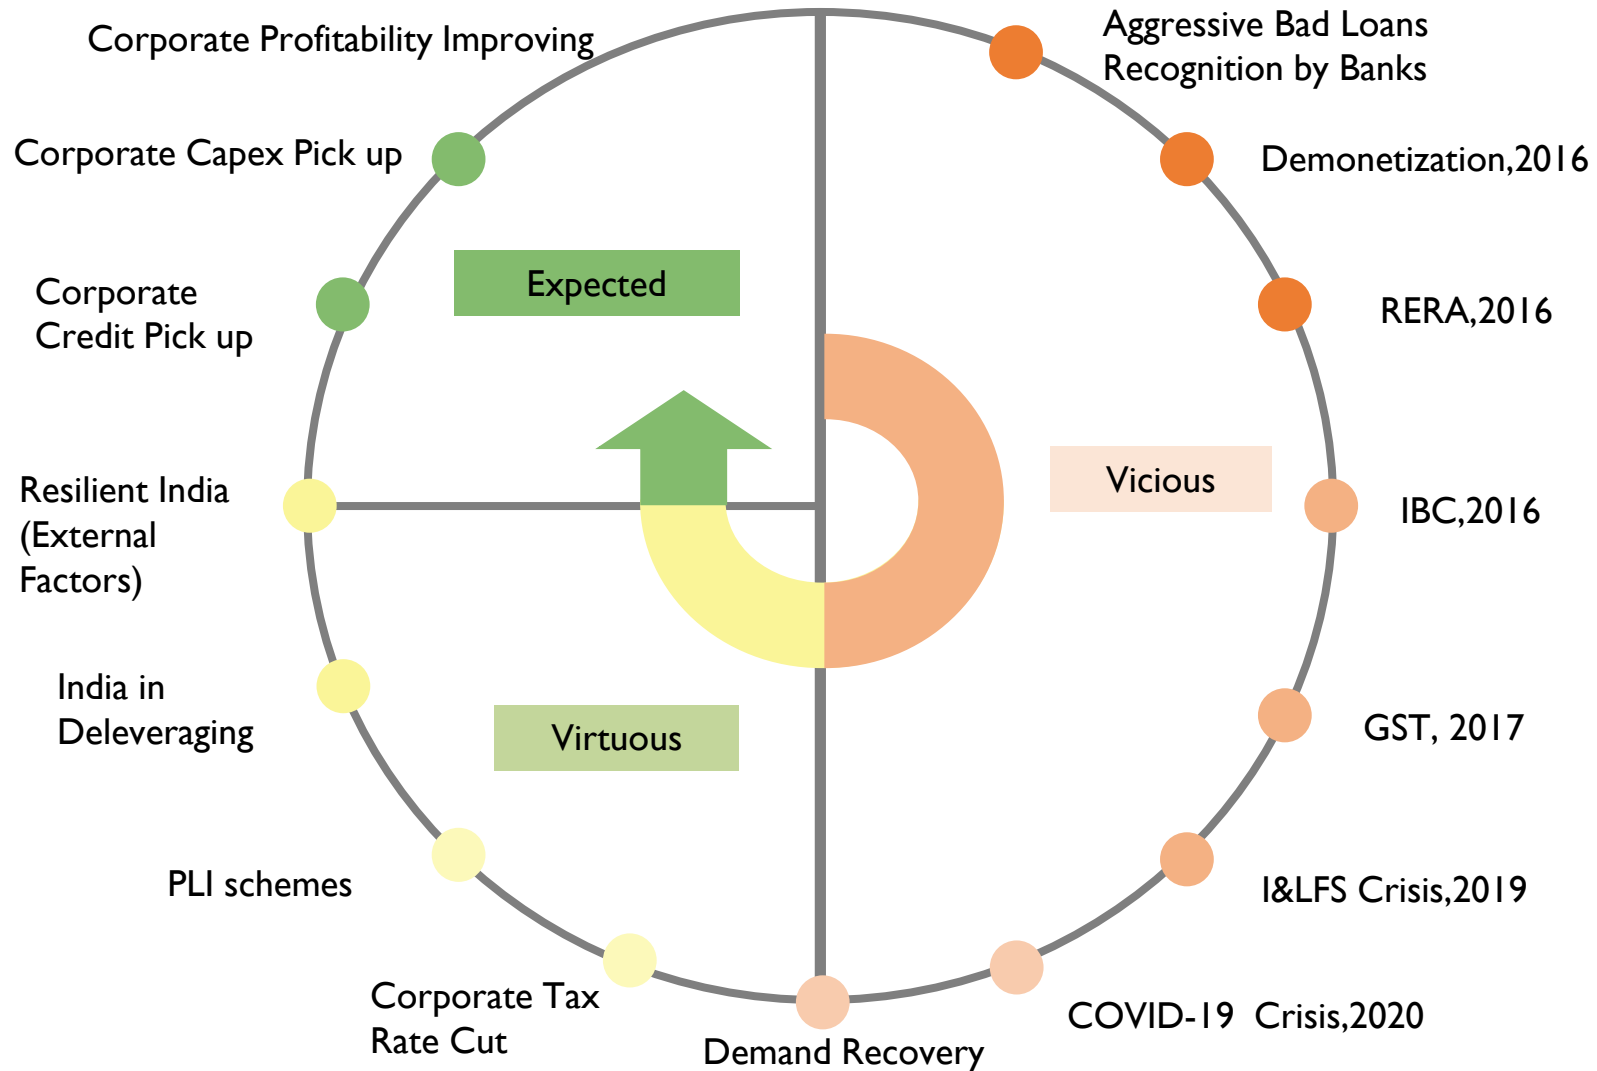 Corporate Profitability Improving
Aggressive Bad Loans
Recognition by Banks
Corporate Capex Pick up
Demonetization,2016
Expected
Corporate
Credit Pick up
RERA,2016
Vicious
Resilient India
(External
Factors)
IBC,2016
India in
Deleveraging
Virtuous
GST, 2017
PLI schemes
I&LFS Crisis,2019
Corporate Tax
Rate Cut
COVID-19 Crisis,2020
Demand Recovery